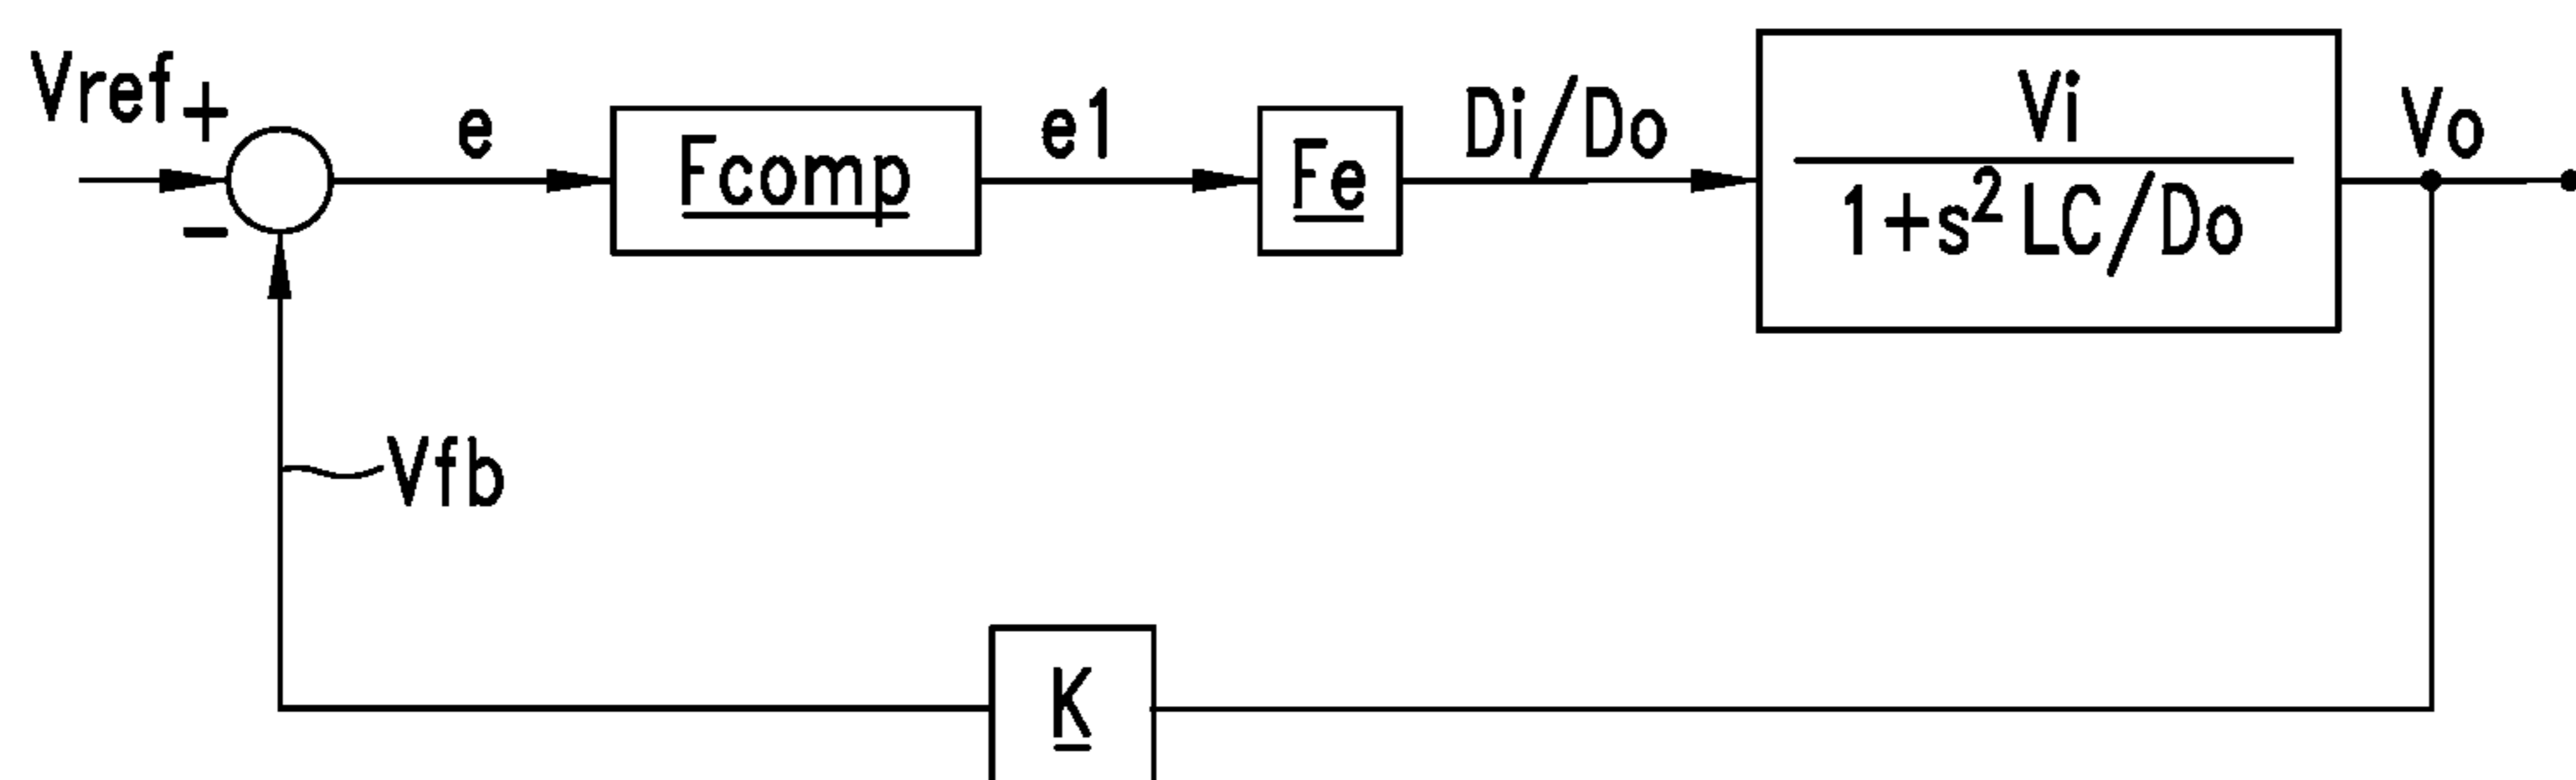 Vref
+
−
e
Fcomp
e1
Fe
Di/Do
Vi
1+s² LC/Do
Vo
Vfb
K